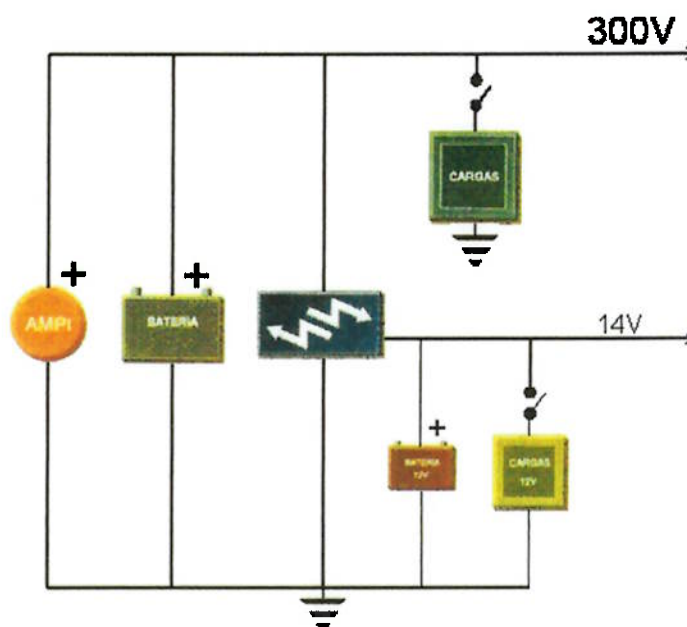 300V
CARGAS
+
+
AMPI
BATERIA
14V
+
BATERIA
12V
CARGAS
12V